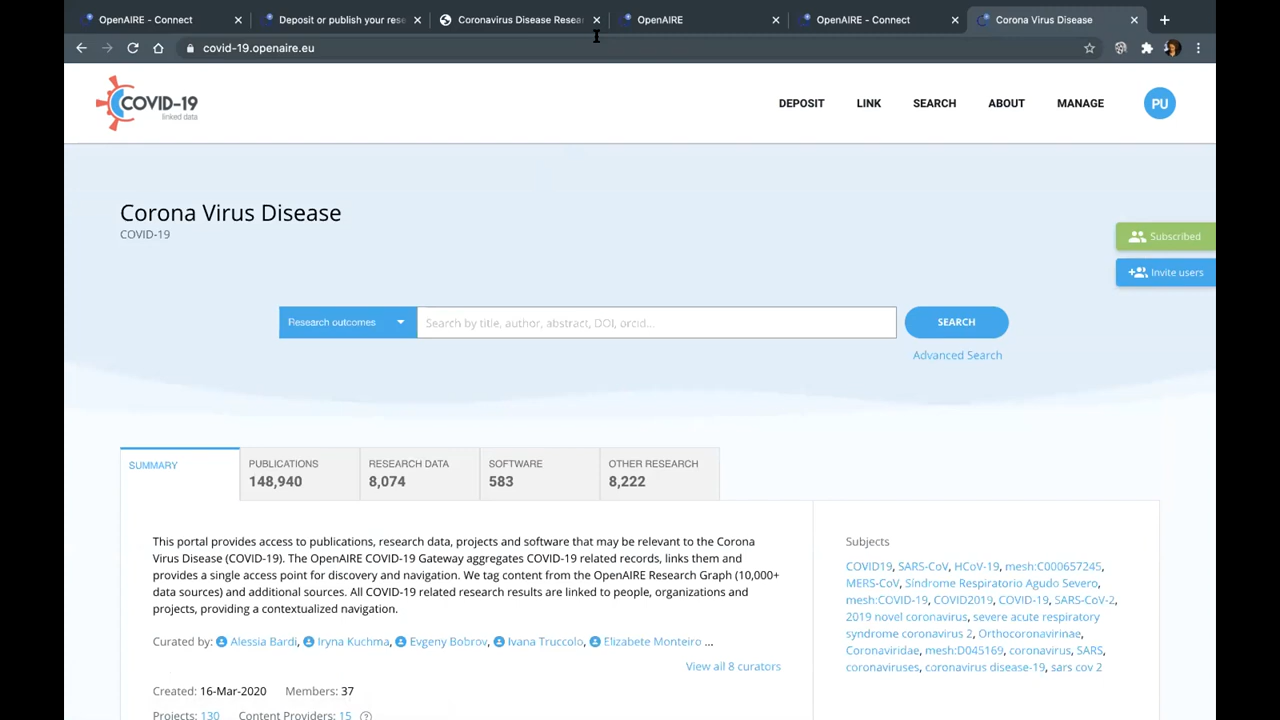 OpenAIRE - Connect
Deposit or publish your rese
Coronavirus Disease Resear
OpenAIRE
OpenAIRE - Connect
Corona Virus Disease
covid-19.openaire.eu
COVID-19
linked data
DEPOSIT
LINK
SEARCH
ABOUT
MANAGE
PU
Corona Virus Disease
COVID-19
Subscribed
Invite users
Research outcomes
Search by title, author, abstract, DOI, orcid...
SEARCH
Advanced Search
SUMMARY
PUBLICATIONS
148,940
RESEARCH DATA
8,074
SOFTWARE
583
OTHER RESEARCH
8,222
This portal provides access to publications, research data, projects and software that may be relevant to the Corona
Virus Disease (COVID-19). The OpenAIRE COVID-19 Gateway aggregates COVID-19 related records, links them and
provides a single access point for discovery and navigation. We tag content from the OpenAIRE Research Graph (10,000+
data sources) and additional sources. All COVID-19 related research results are linked to people, organizations and
projects, providing a contextualized navigation.
Curated by: Alessia Bardi, Iryna Kuchma, Evgeny Bobrov, Ivana Truccolo, Elizabete Monteiro ...
View all 8 curators
Created: 16-Mar-2020 Members: 37
Projects: 130 Content Providers: 15 ?
Subjects
COVID19, SARS-CoV, HCoV-19, mesh:C000657245,
MERS-CoV, Síndrome Respiratorio Agudo Severo,
mesh:COVID-19, COVID2019, COVID-19, SARS-CoV-2,
2019 novel coronavirus, severe acute respiratory
syndrome coronavirus 2, Orthocoronavirinae,
Coronaviridae, mesh:D045169, coronavirus, SARS,
coronaviruses, coronavirus disease-19, sars cov 2